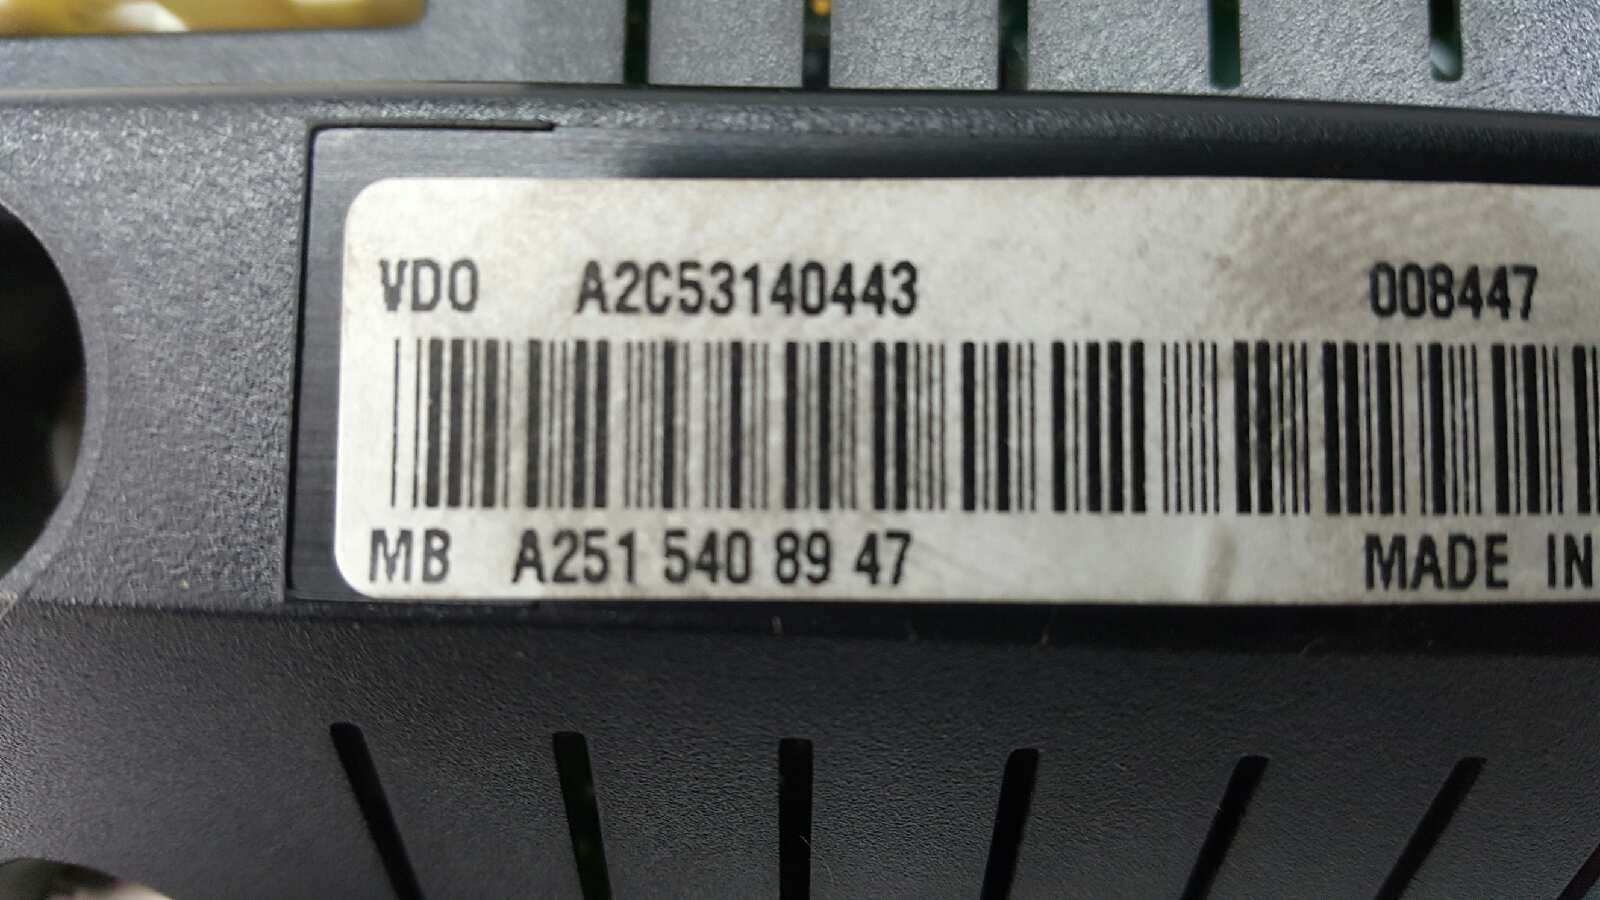 VDO A2C53140443 008447
MB A251 540 89 47 MADE IN